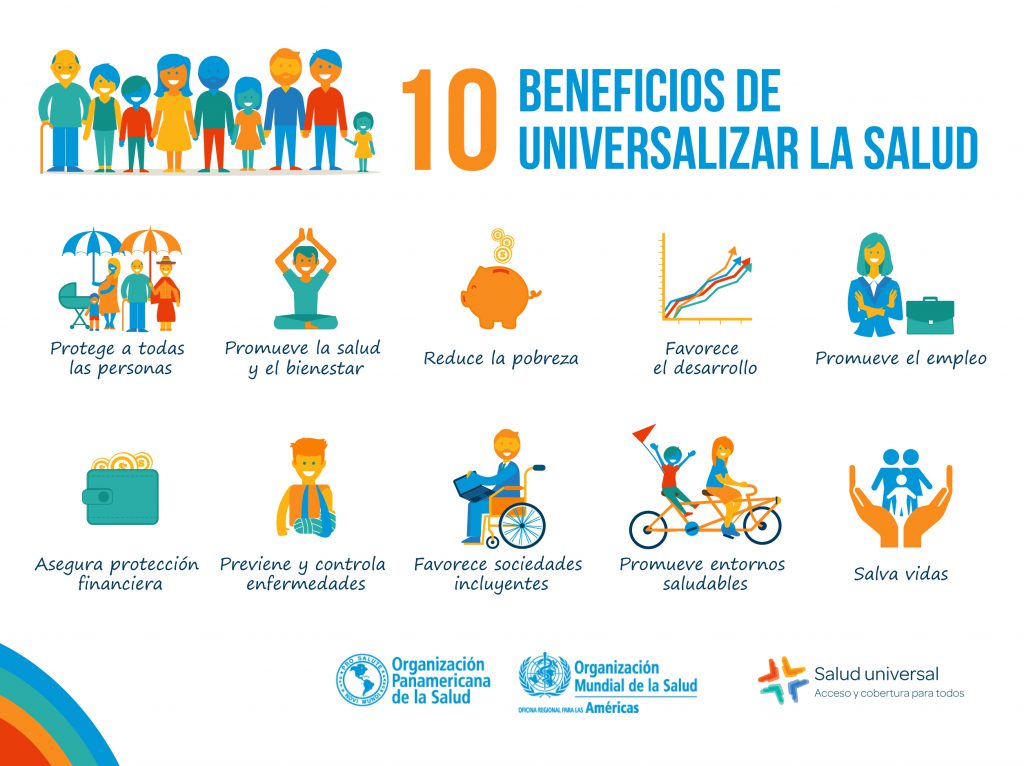 10 BENEFICIOS DE
UNIVERSALIZAR LA SALUD
Protege a todas
las personas
Promueve la salud
y el bienestar
Reduce la pobreza
Favorece
el desarrollo
Promueve el empleo
Asegura protección
financiera
Previene y controla
enfermedades
Favorece sociedades
incluyentes
Promueve entornos
saludables
Salva vidas
PRO SALUTE
NOVI MUNDI
Organización
Panamericana
de la Salud
Organización
Mundial de la Salud
OFICINA REGIONAL PARA LAS Américas
Salud universal
Acceso y cobertura para todos